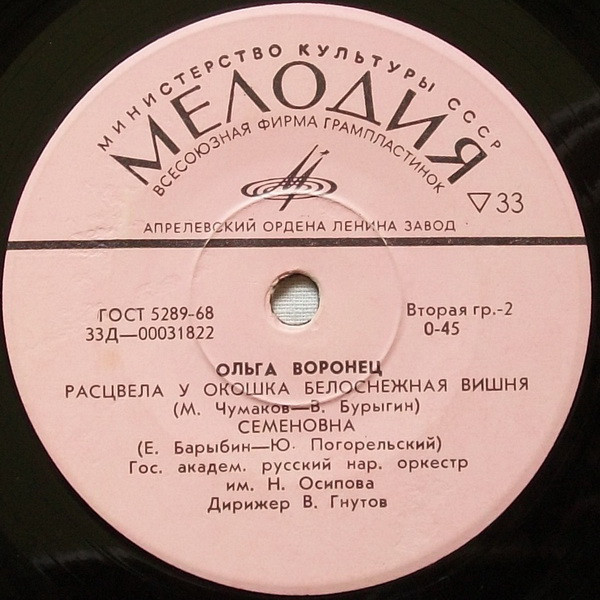 МИНИСТЕРСТВО КУЛЬТУРЫ СССР
МЕЛОДИЯ
ВСЕСОЮЗНАЯ ФИРМА ГРАМПЛАСТИНОК
▽33
АПРЕЛЕВСКИЙ ОРДЕНА ЛЕНИНА ЗАВОД
ГОСТ 5289-68
33Д—00031822
Вторая гр.-2
0-45
ОЛЬГА ВОРОНЕЦ
РАСЦВЕЛА У ОКОШКА БЕЛОСНЕЖНАЯ ВИШНЯ
(М. Чумаков—В. Бурыгин)
СЕМЕНОВНА
(Е. Барыбин—Ю. Погорельский)
Гос. академ. русский нар. оркестр
им. Н. Осипова
Дирижер В. Гнутов